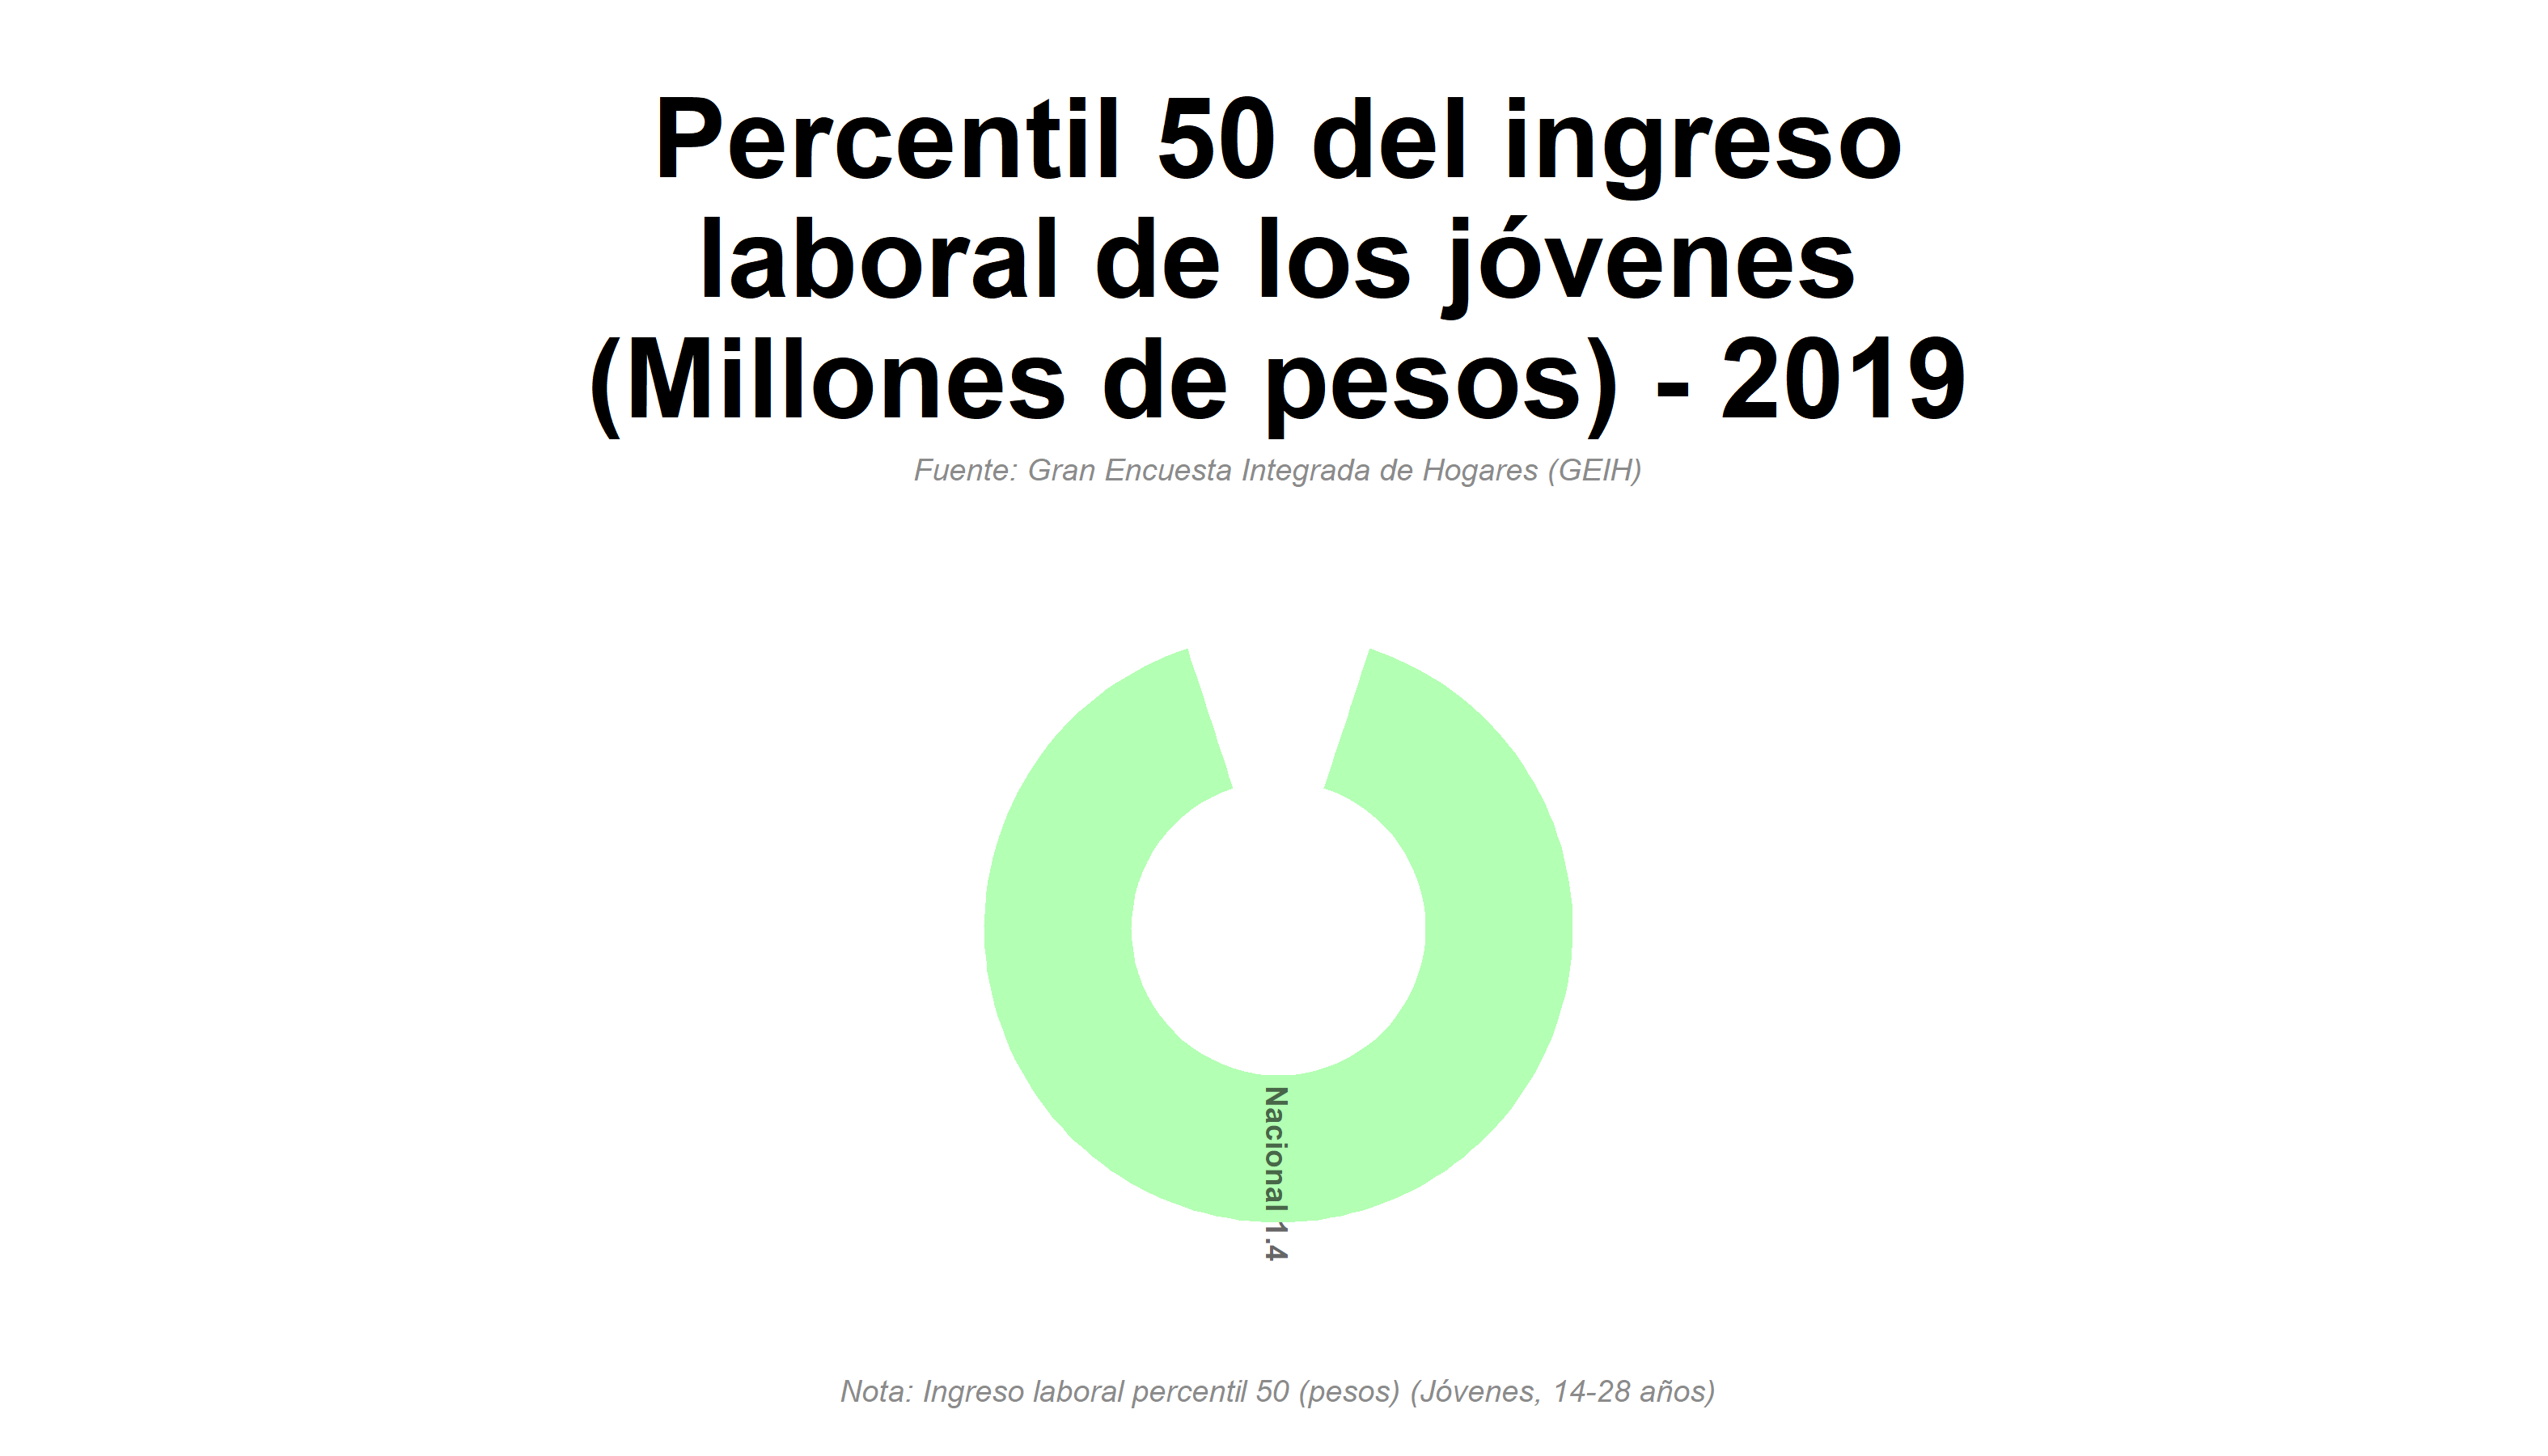 Percentil 50 del ingreso
laboral de los jóvenes
(Millones de pesos) - 2019
Fuente: Gran Encuesta Integrada de Hogares (GEIH)
Nacional 1.4
Nota: Ingreso laboral percentil 50 (pesos) (Jóvenes, 14-28 años)